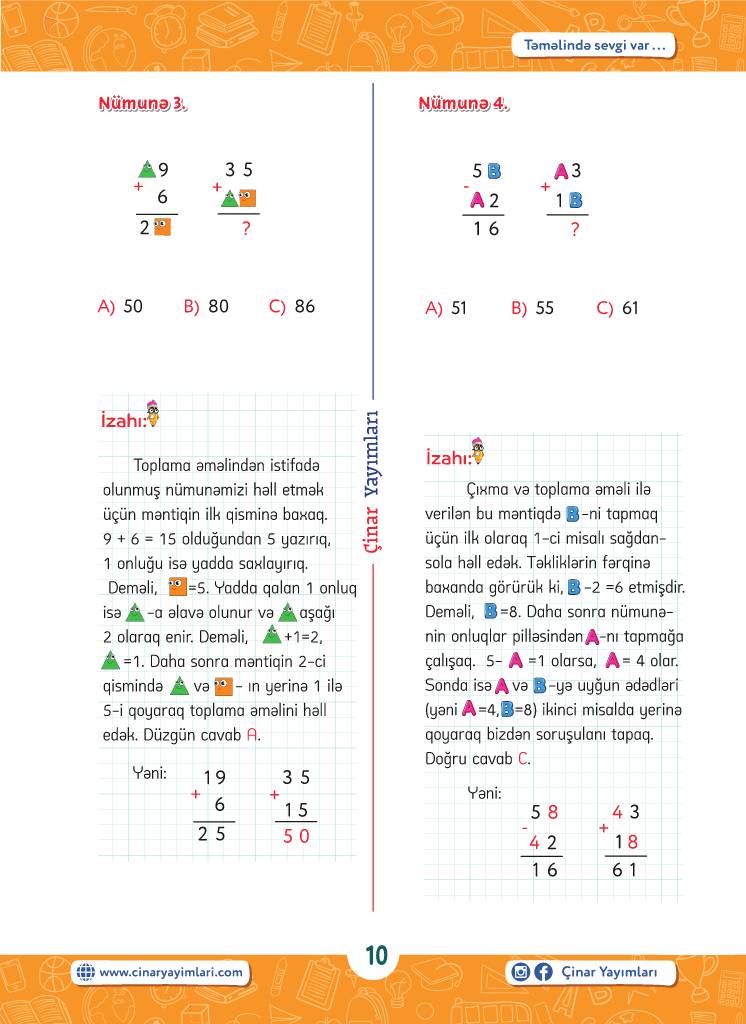 Təməlində sevgi var ...
Nümunə 3.
9
+
6
2
3 5
+
?
A) 50 B) 80 C) 86
İzahı:
Toplama əməlindən istifadə
olunmuş nümunəmizi həll etmək
üçün məntiqin ilk qisminə baxaq.
9 + 6 = 15 olduğundan 5 yazırıq,
1 onluğu isə yadda saxlayırıq.
Deməli, =5. Yadda qalan 1 onluq
isə -a əlavə olunur və aşağı
2 olaraq enir. Deməli, +1=2,
=1. Daha sonra məntiqin 2-ci
qismində və - ın yerinə 1 ilə
5-i qoyaraq toplama əməlini həll
edək. Düzgün cavab A.
Yəni:
1 9
+
6
2 5
3 5
+
1 5
5 0
Çinar Yayımları
Nümunə 4.
5 B
-
A 2
1 6
A 3
+
1 B
?
A) 51 B) 55 C) 61
İzahı:
Çıxma və toplama əməli ilə
verilən bu məntiqdə B -ni tapmaq
üçün ilk olaraq 1-ci misalı sağdan-
sola həll edək. Təkliklərin fərqinə
baxanda görürük ki, B -2 =6 etmişdir.
Deməli, B =8. Daha sonra nümunə-
nin onluqlar pilləsindən A -nı tapmağa
çalışaq. 5- A =1 olarsa, A = 4 olar.
Sonda isə A və B -yə uyğun ədədləri
(yəni A =4, B =8) ikinci misalda yerinə
qoyaraq bizdən soruşulanı tapaq.
Doğru cavab C.
Yəni:
5 8
-
4 2
1 6
4 3
+
1 8
6 1
10
www.cinaryayimlari.com
Çinar Yayımları